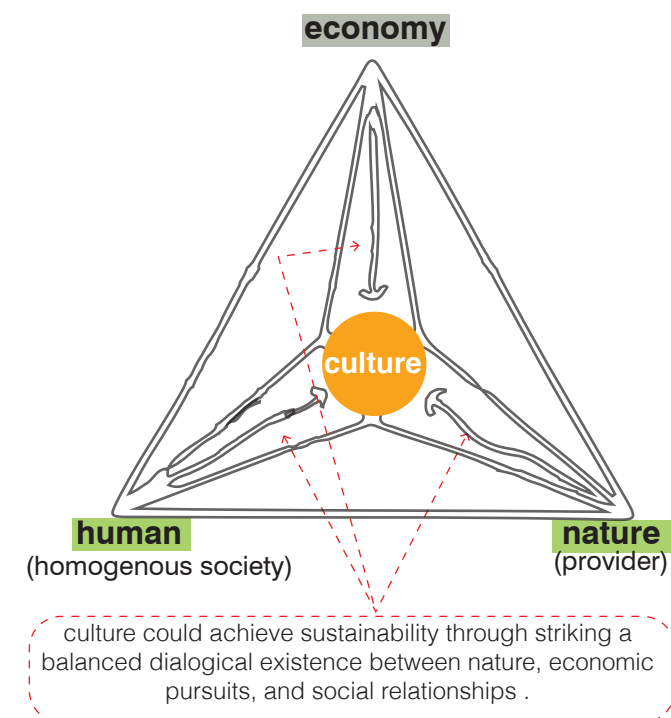 economy
culture
human
(homogenous society)
nature
(provider)
culture could achieve sustainability through striking a
balanced dialogical existence between nature, economic
pursuits, and social relationships .